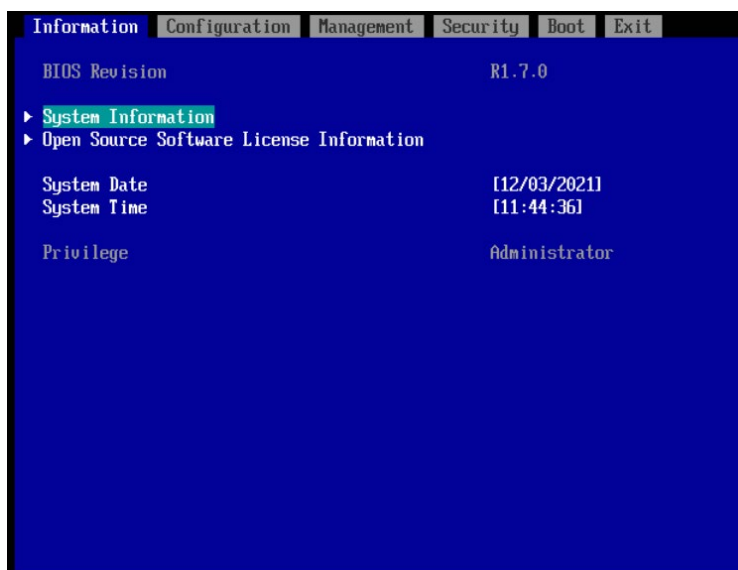 Information Configuration Management Security Boot Exit
BIOS Revision R1.7.0
System Information
Open Source Software License Information
System Date [12/03/2021]
System Time [11:44:36]
Privilege Administrator